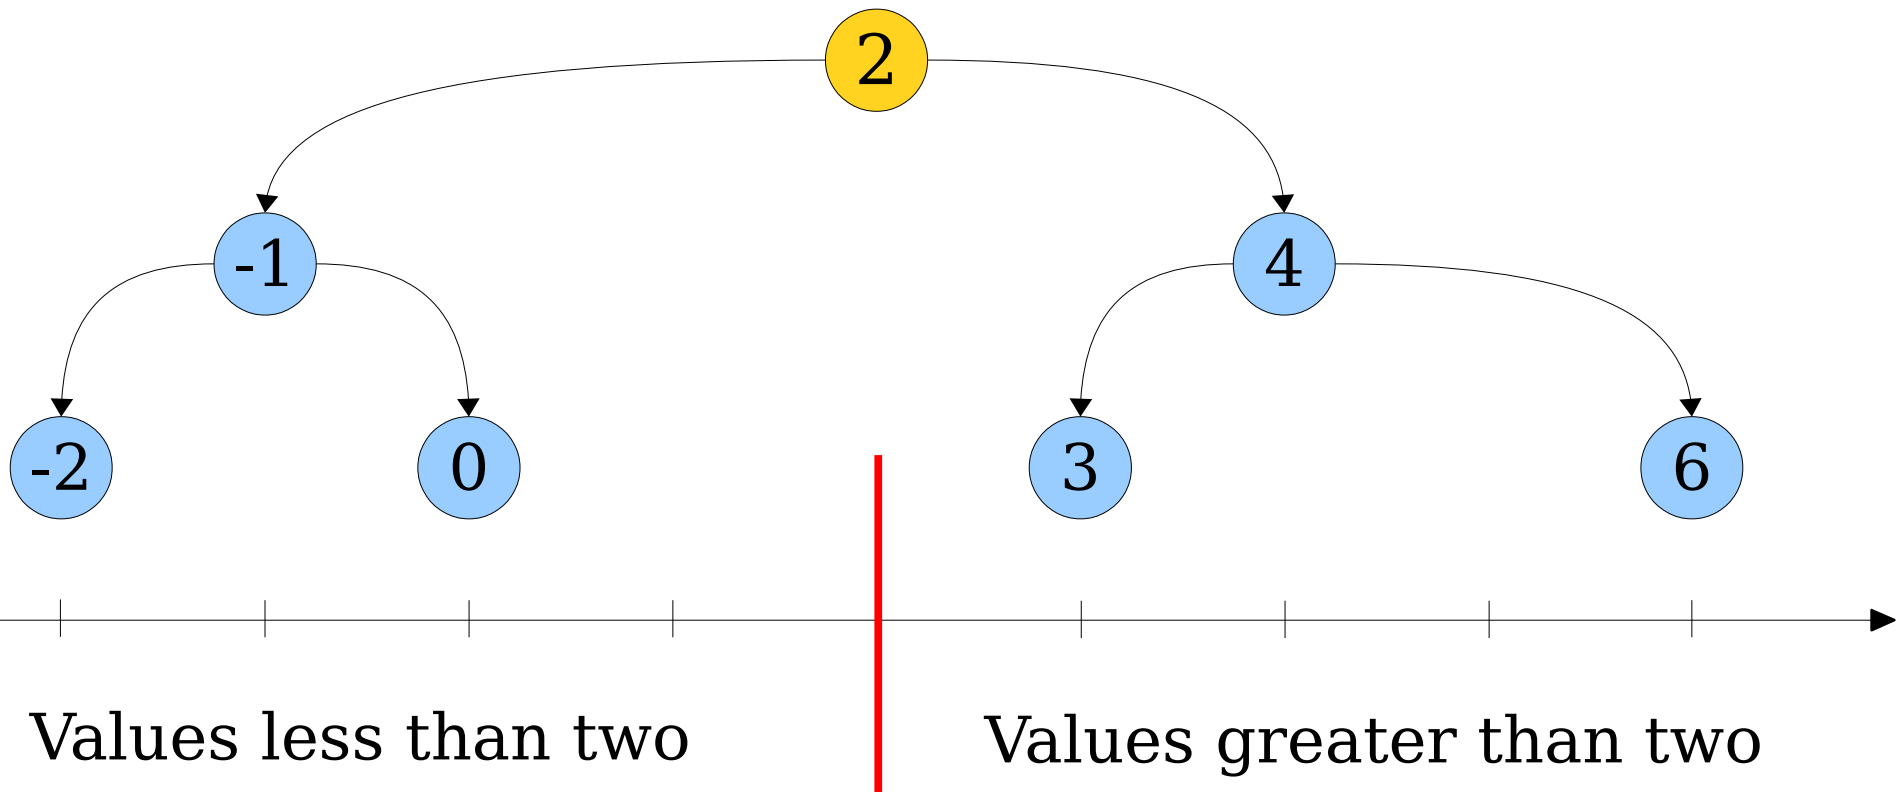 2
-1 4
-2 0 3 6
Values less than two
Values greater than two